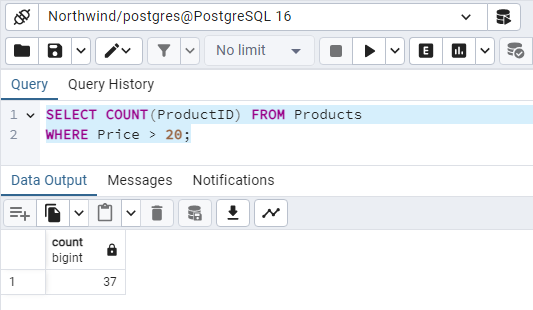 Northwind/postgres@PostgreSQL 16
No limit
E
Query Query History
1 SELECT COUNT(ProductID) FROM Products
2 WHERE Price > 20;
Data Output Messages Notifications
count
bigint
1 37